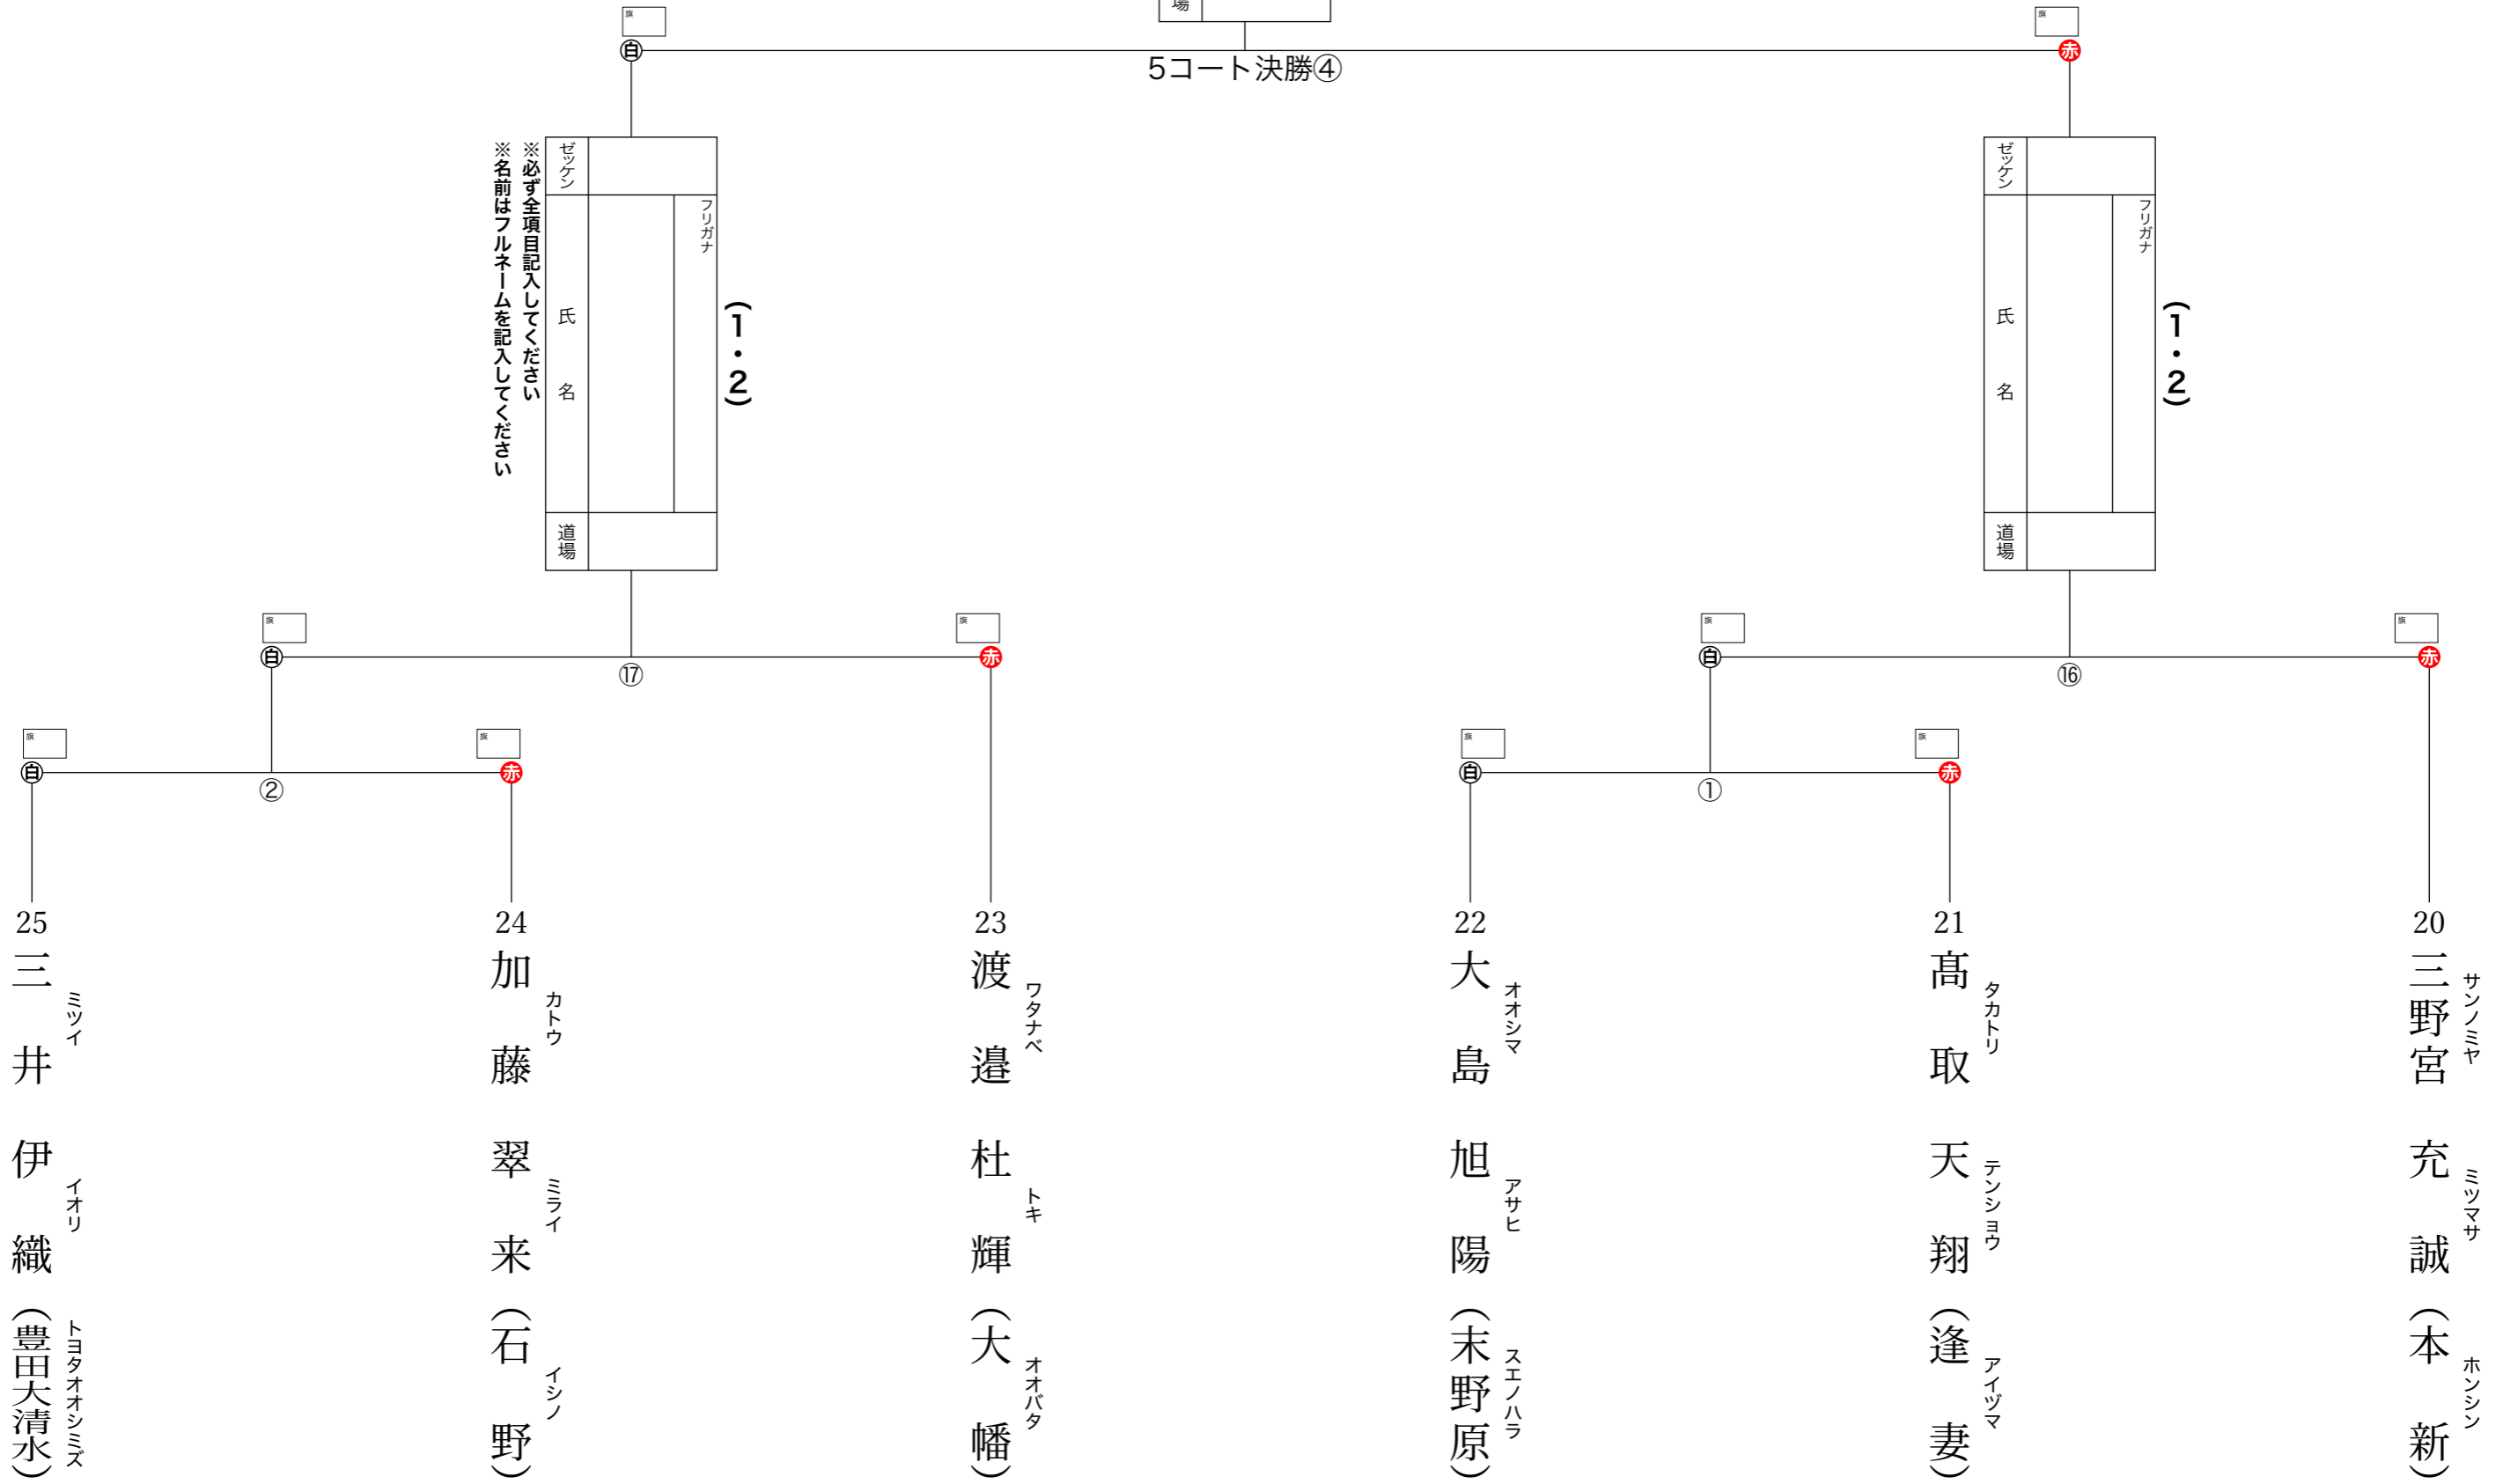 場
旗
旗
白
赤
5コート決勝④
ゼッケン
フリガナ
氏名
道場
(1・2)
ゼッケン
フリガナ
氏名
道場
(1・2)
※必ず全項目記入してください
※名前はフルネームを記入してください
旗
旗
白
赤
⑯
旗
旗
白
赤
⑰
旗
旗
白
赤
①
旗
旗
白
赤
②
20
三野宮 充誠 (本新)
サンノミヤ ミツマサ ホンシン
21
髙取 天翔 (逢妻)
タカトリ テンショウ アイヅマ
22
大島 旭陽 (末野原)
オオシマ アサヒ スエノハラ
23
渡邉 杜輝 (大幡)
ワタナベ トキ オオバタ
24
加藤 翠来 (石野)
カトウ ミライ イシノ
25
三井 伊織 (豊田大清水)
ミツイ イオリ トヨタオオシミズ